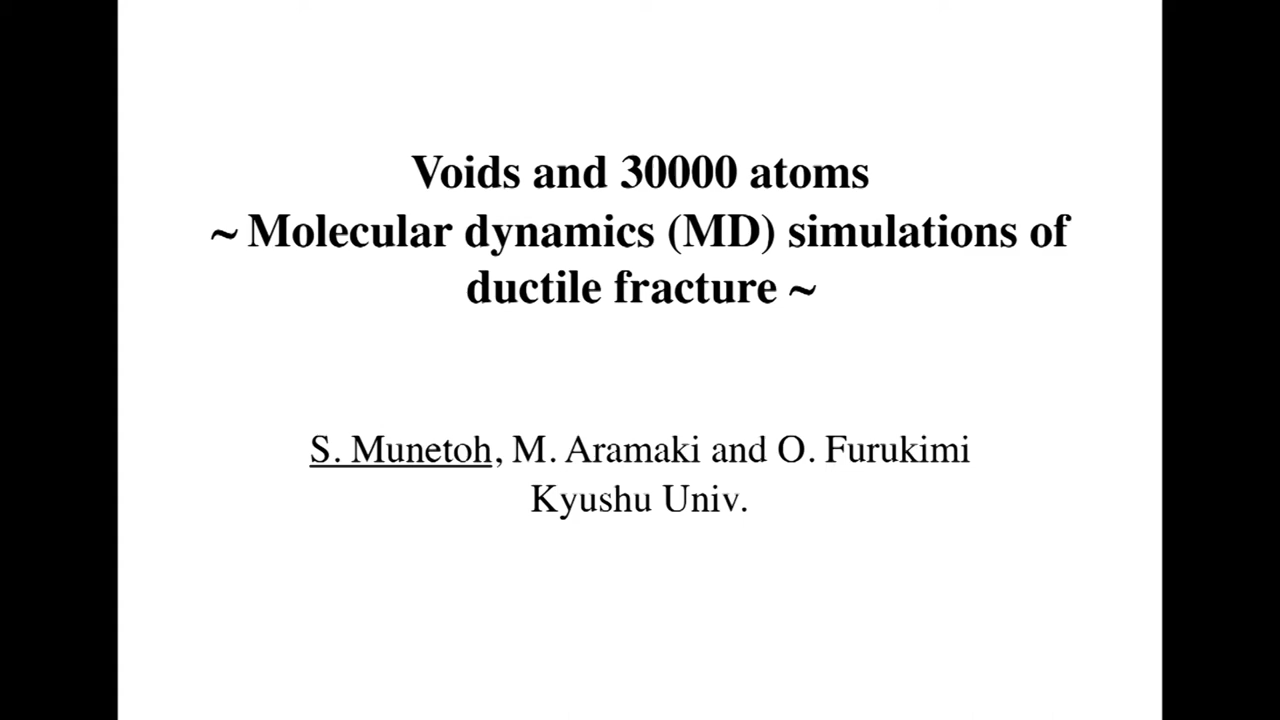 Voids and 30000 atoms
~ Molecular dynamics (MD) simulations of
ductile fracture ~
S. Munetoh, M. Aramaki and O. Furukimi
Kyushu Univ.